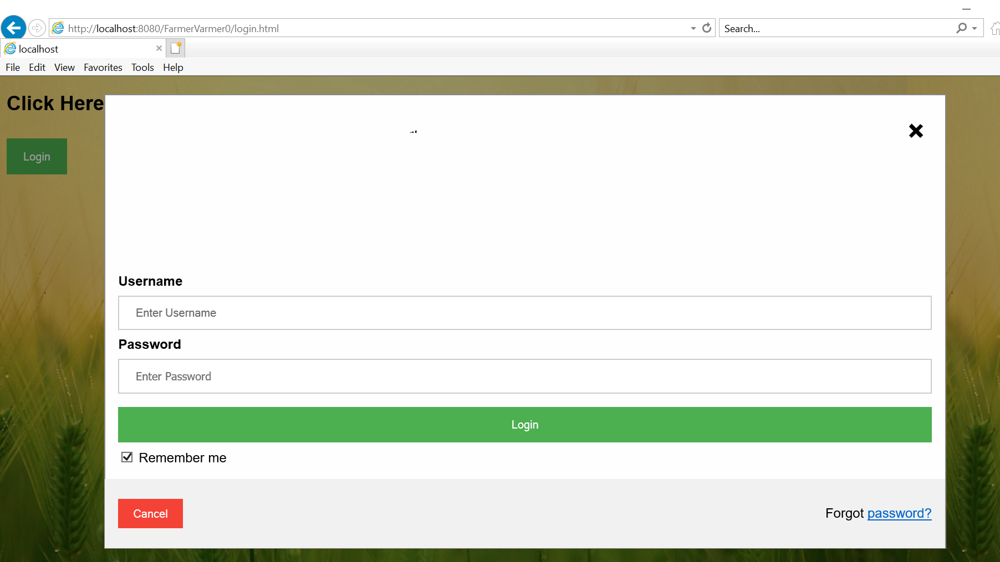 http://localhost:8080/FarmerVarmer0/login.html
Search...
localhost
File Edit View Favorites Tools Help
Click Here
Login
Username
Enter Username
Password
Enter Password
Login
Remember me
Cancel
Forgot password?